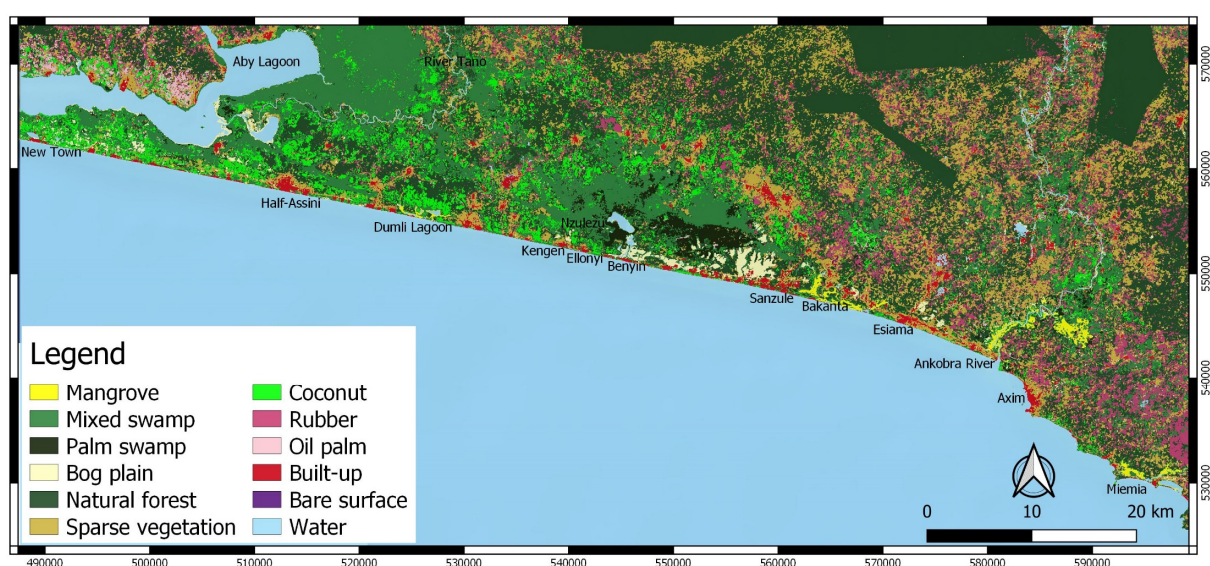 Aby Lagoon
River Tano
New Town
Half-Assini
Dumli Lagoon
Nzulezu
Kengen
Ellonyi
Benyin
Sanzule
Bakanta
Esiama
Ankobra River
Axim
Miemia
Legend
Mangrove
Mixed swamp
Palm swamp
Bog plain
Natural forest
Sparse vegetation
Coconut
Rubber
Oil palm
Built-up
Bare surface
Water
0 10 20 km
570000
560000
550000
540000
530000
490000 500000 510000 520000 530000 540000 550000 560000 570000 580000 590000